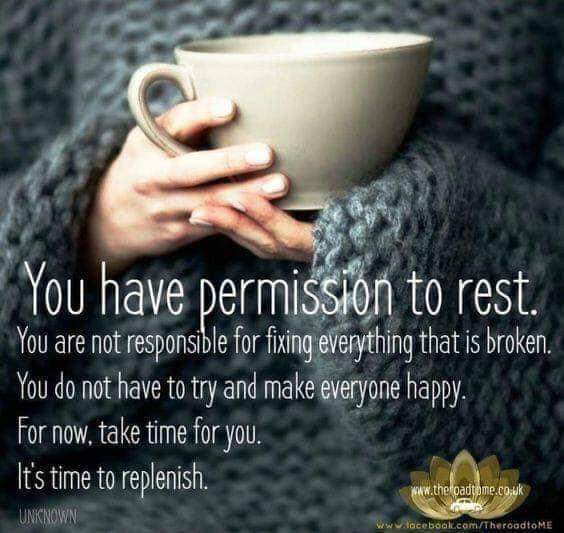 You have permission to rest.
You are not responsible for fixing everything that is broken.
You do not have to try and make everyone happy.
For now, take time for you.
It's time to replenish.
UNKNOWN
www.theroadtome.co.uk
www.facebook.com/TheroadtoME